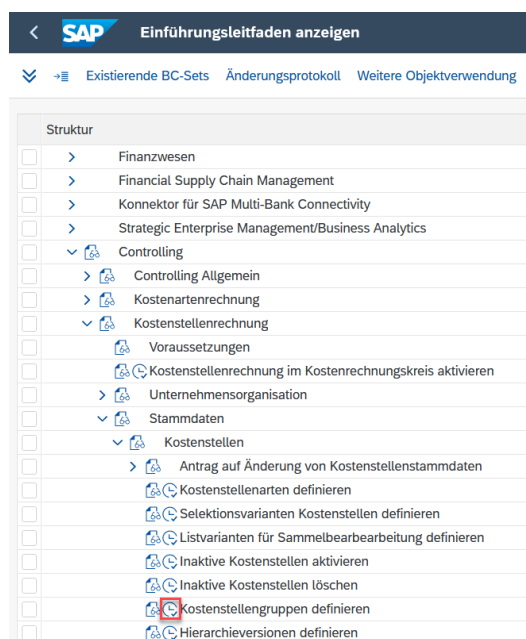 SAP Einführungsleitfaden anzeigen
Existierende BC-Sets Änderungsprotokoll Weitere Objektverwendung
Struktur
Finanzwesen
Financial Supply Chain Management
Konnektor für SAP Multi-Bank Connectivity
Strategic Enterprise Management/Business Analytics
Controlling
Controlling Allgemein
Kostenartenrechnung
Kostenstellenrechnung
Voraussetzungen
Kostenstellenrechnung im Kostenrechnungskreis aktivieren
Unternehmensorganisation
Stammdaten
Kostenstellen
Antrag auf Änderung von Kostenstellenstammdaten
Kostenstellenarten definieren
Selektionsvarianten Kostenstellen definieren
Listvarianten für Sammelbearbearbeitung definieren
Inaktive Kostenstellen aktivieren
Inaktive Kostenstellen löschen
Kostenstellengruppen definieren
Hierarchieversionen definieren